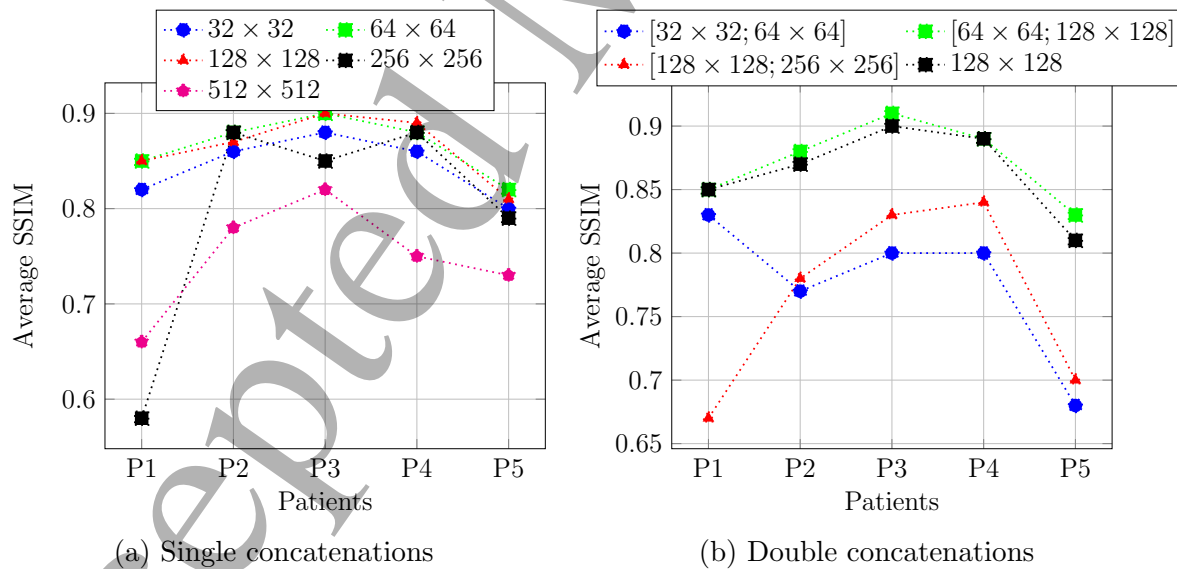 32 × 32
64 × 64
128 × 128
256 × 256
512 × 512
0.9
0.8
0.7
0.6
Average SSIM
P1 P2 P3 P4 P5
Patients
(a) Single concatenations
[32 × 32; 64 × 64]
[64 × 64; 128 × 128]
[128 × 128; 256 × 256]
128 × 128
0.9
0.85
0.8
0.75
0.7
0.65
Average SSIM
P1 P2 P3 P4 P5
Patients
(b) Double concatenations
epted M